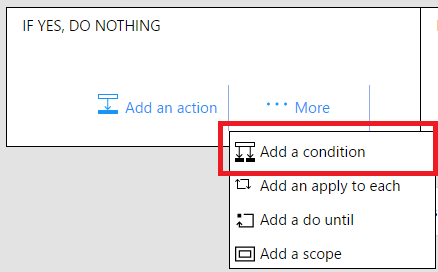 IF YES, DO NOTHING
Add an action
More
Add a condition
Add an apply to each
Add a do until
Add a scope